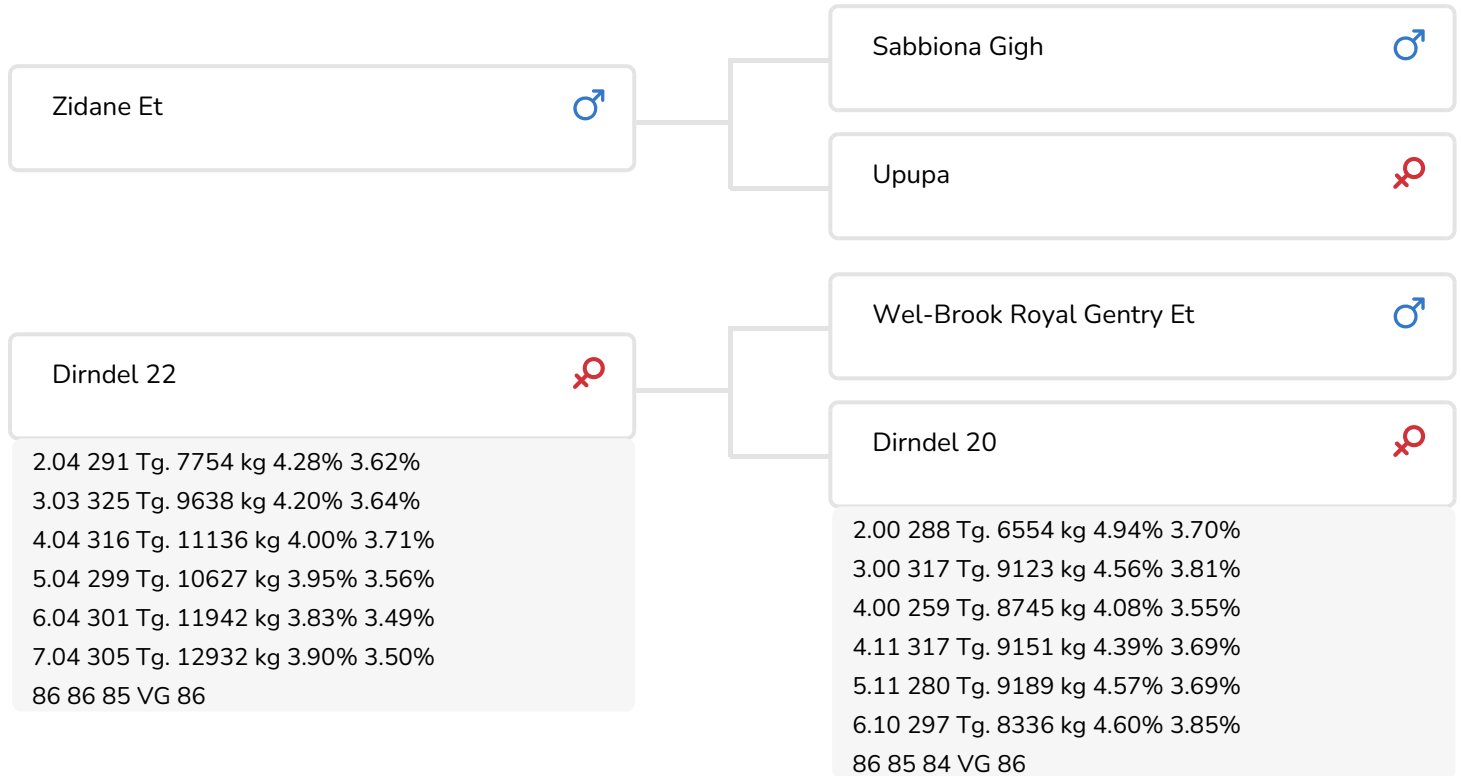 Zidane Et
Sabbiona Gigh
Upupa
Dirndel 22
2.04 291 Tg. 7754 kg 4.28% 3.62%
3.03 325 Tg. 9638 kg 4.20% 3.64%
4.04 316 Tg. 11136 kg 4.00% 3.71%
5.04 299 Tg. 10627 kg 3.95% 3.56%
6.04 301 Tg. 11942 kg 3.83% 3.49%
7.04 305 Tg. 12932 kg 3.90% 3.50%
86 86 85 VG 86
Wel-Brook Royal Gentry Et
Dirndel 20
2.00 288 Tg. 6554 kg 4.94% 3.70%
3.00 317 Tg. 9123 kg 4.56% 3.81%
4.00 259 Tg. 8745 kg 4.08% 3.55%
4.11 317 Tg. 9151 kg 4.39% 3.69%
5.11 280 Tg. 9189 kg 4.57% 3.69%
6.10 297 Tg. 8336 kg 4.60% 3.85%
86 85 84 VG 86